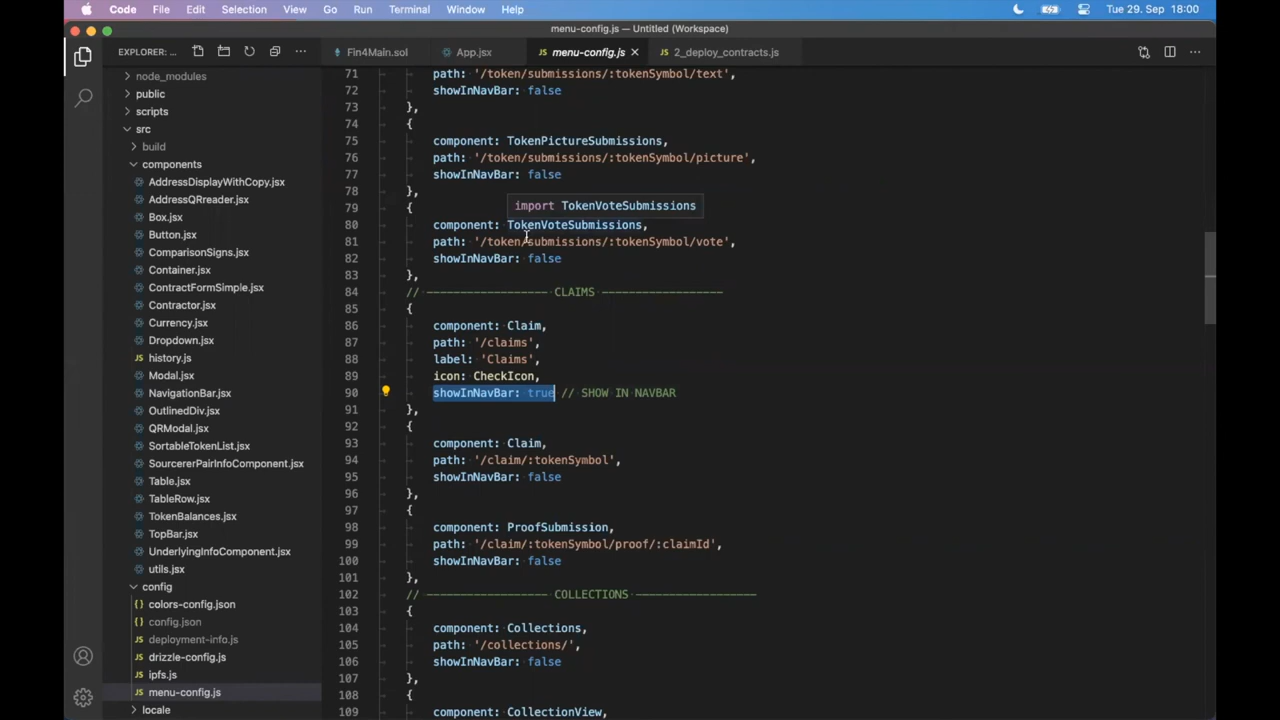 Code File Edit Selection View Go Run Terminal Window Help Tue 29. Sep 18:00
menu-config.js — Untitled (Workspace)
EXPLORER: ...
Fin4Main.sol App.jsx menu-config.js 2_deploy_contracts.js
node_modules
public
scripts
src
build
components
AddressDisplayWithCopy.jsx
AddressQRreader.jsx
Box.jsx
Button.jsx
ComparisonSigns.jsx
Container.jsx
ContractFormSimple.jsx
Contractor.jsx
Currency.jsx
Dropdown.jsx
history.js
Modal.jsx
NavigationBar.jsx
OutlinedDiv.jsx
QRModal.jsx
SortableTokenList.jsx
SourcererPairInfoComponent.jsx
Table.jsx
TableRow.jsx
TokenBalances.jsx
TopBar.jsx
UnderlyingInfoComponent.jsx
utils.jsx
config
colors-config.json
config.json
deployment-info.js
drizzle-config.js
ipfs.js
menu-config.js
locale
71 path: '/token/submissions/:tokenSymbol/text',
72 showInNavBar: false
73 },
74 {
75 component: TokenPictureSubmissions,
76 path: '/token/submissions/:tokenSymbol/picture',
77 showInNavBar: false
78 },
79 {
import TokenVoteSubmissions
80 component: TokenVoteSubmissions,
81 path: '/token/submissions/:tokenSymbol/vote',
82 showInNavBar: false
83 },
84 // —————————————————— CLAIMS ——————————————————
85 {
86 component: Claim,
87 path: '/claims',
88 label: 'Claims',
89 icon: CheckIcon,
90 showInNavBar: true // SHOW IN NAVBAR
91 },
92 {
93 component: Claim,
94 path: '/claim/:tokenSymbol',
95 showInNavBar: false
96 },
97 {
98 component: ProofSubmission,
99 path: '/claim/:tokenSymbol/proof/:claimId',
100 showInNavBar: false
101 },
102 // —————————————————— COLLECTIONS ——————————————————
103 {
104 component: Collections,
105 path: '/collections/',
106 showInNavBar: false
107 },
108 {
109 component: CollectionView,